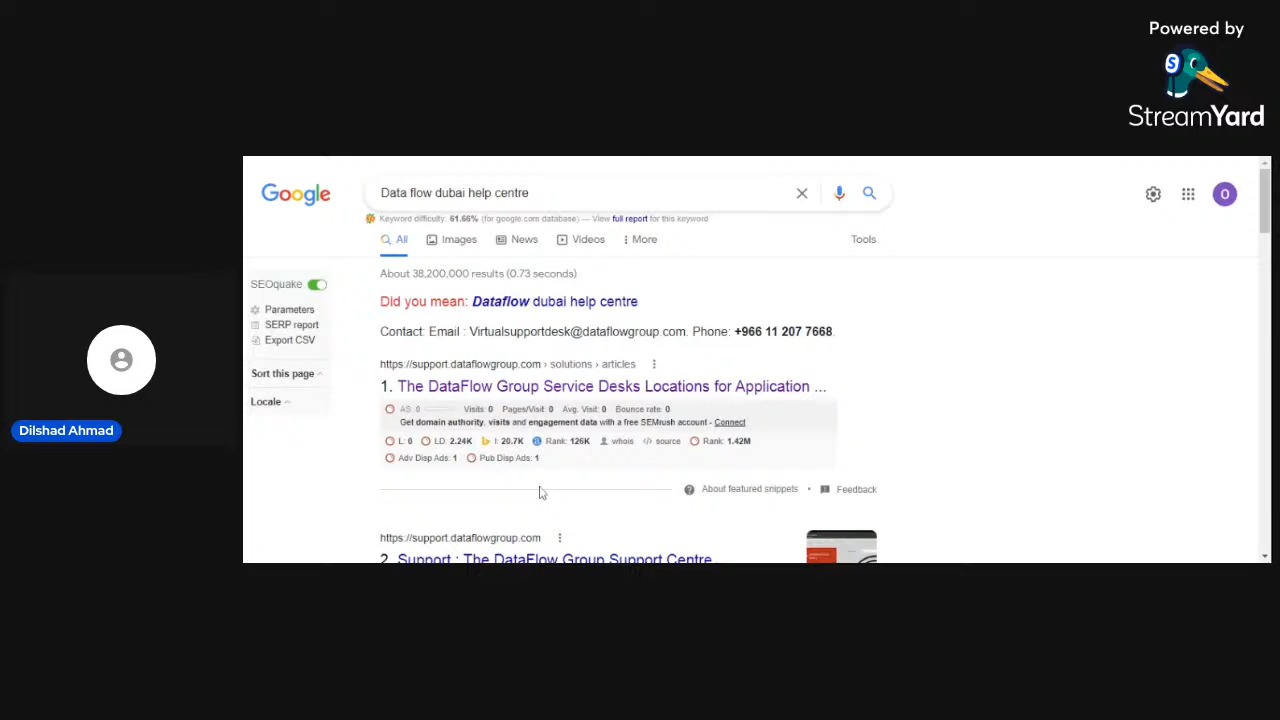 Powered by
S
StreamYard
Google
Data flow dubai help centre
O
Keyword difficulty: 61.66% (for google.com database) — View full report for this keyword
All Images News Videos More Tools
SEOquake
Parameters
SERP report
Export CSV
Sort this page
Locale
About 38,200,000 results (0.73 seconds)
Did you mean: Dataflow dubai help centre
Contact: Email : Virtualsupportdesk@dataflowgroup.com. Phone: +966 11 207 7668.
https://support.dataflowgroup.com › solutions › articles
1. The DataFlow Group Service Desks Locations for Application ...
AS: 0 Visits: 0 Pages/Visit: 0 Avg. Visit: 0 Bounce rate: 0
Get domain authority, visits and engagement data with a free SEMrush account - Connect
L: 0 LD: 2.24K I: 20.7K Rank: 126K whois source Rank: 1.42M
Adv Disp Ads: 1 Pub Disp Ads: 1
About featured snippets • Feedback
https://support.dataflowgroup.com
2. Support : The DataFlow Group Support Centre
Dilshad Ahmad